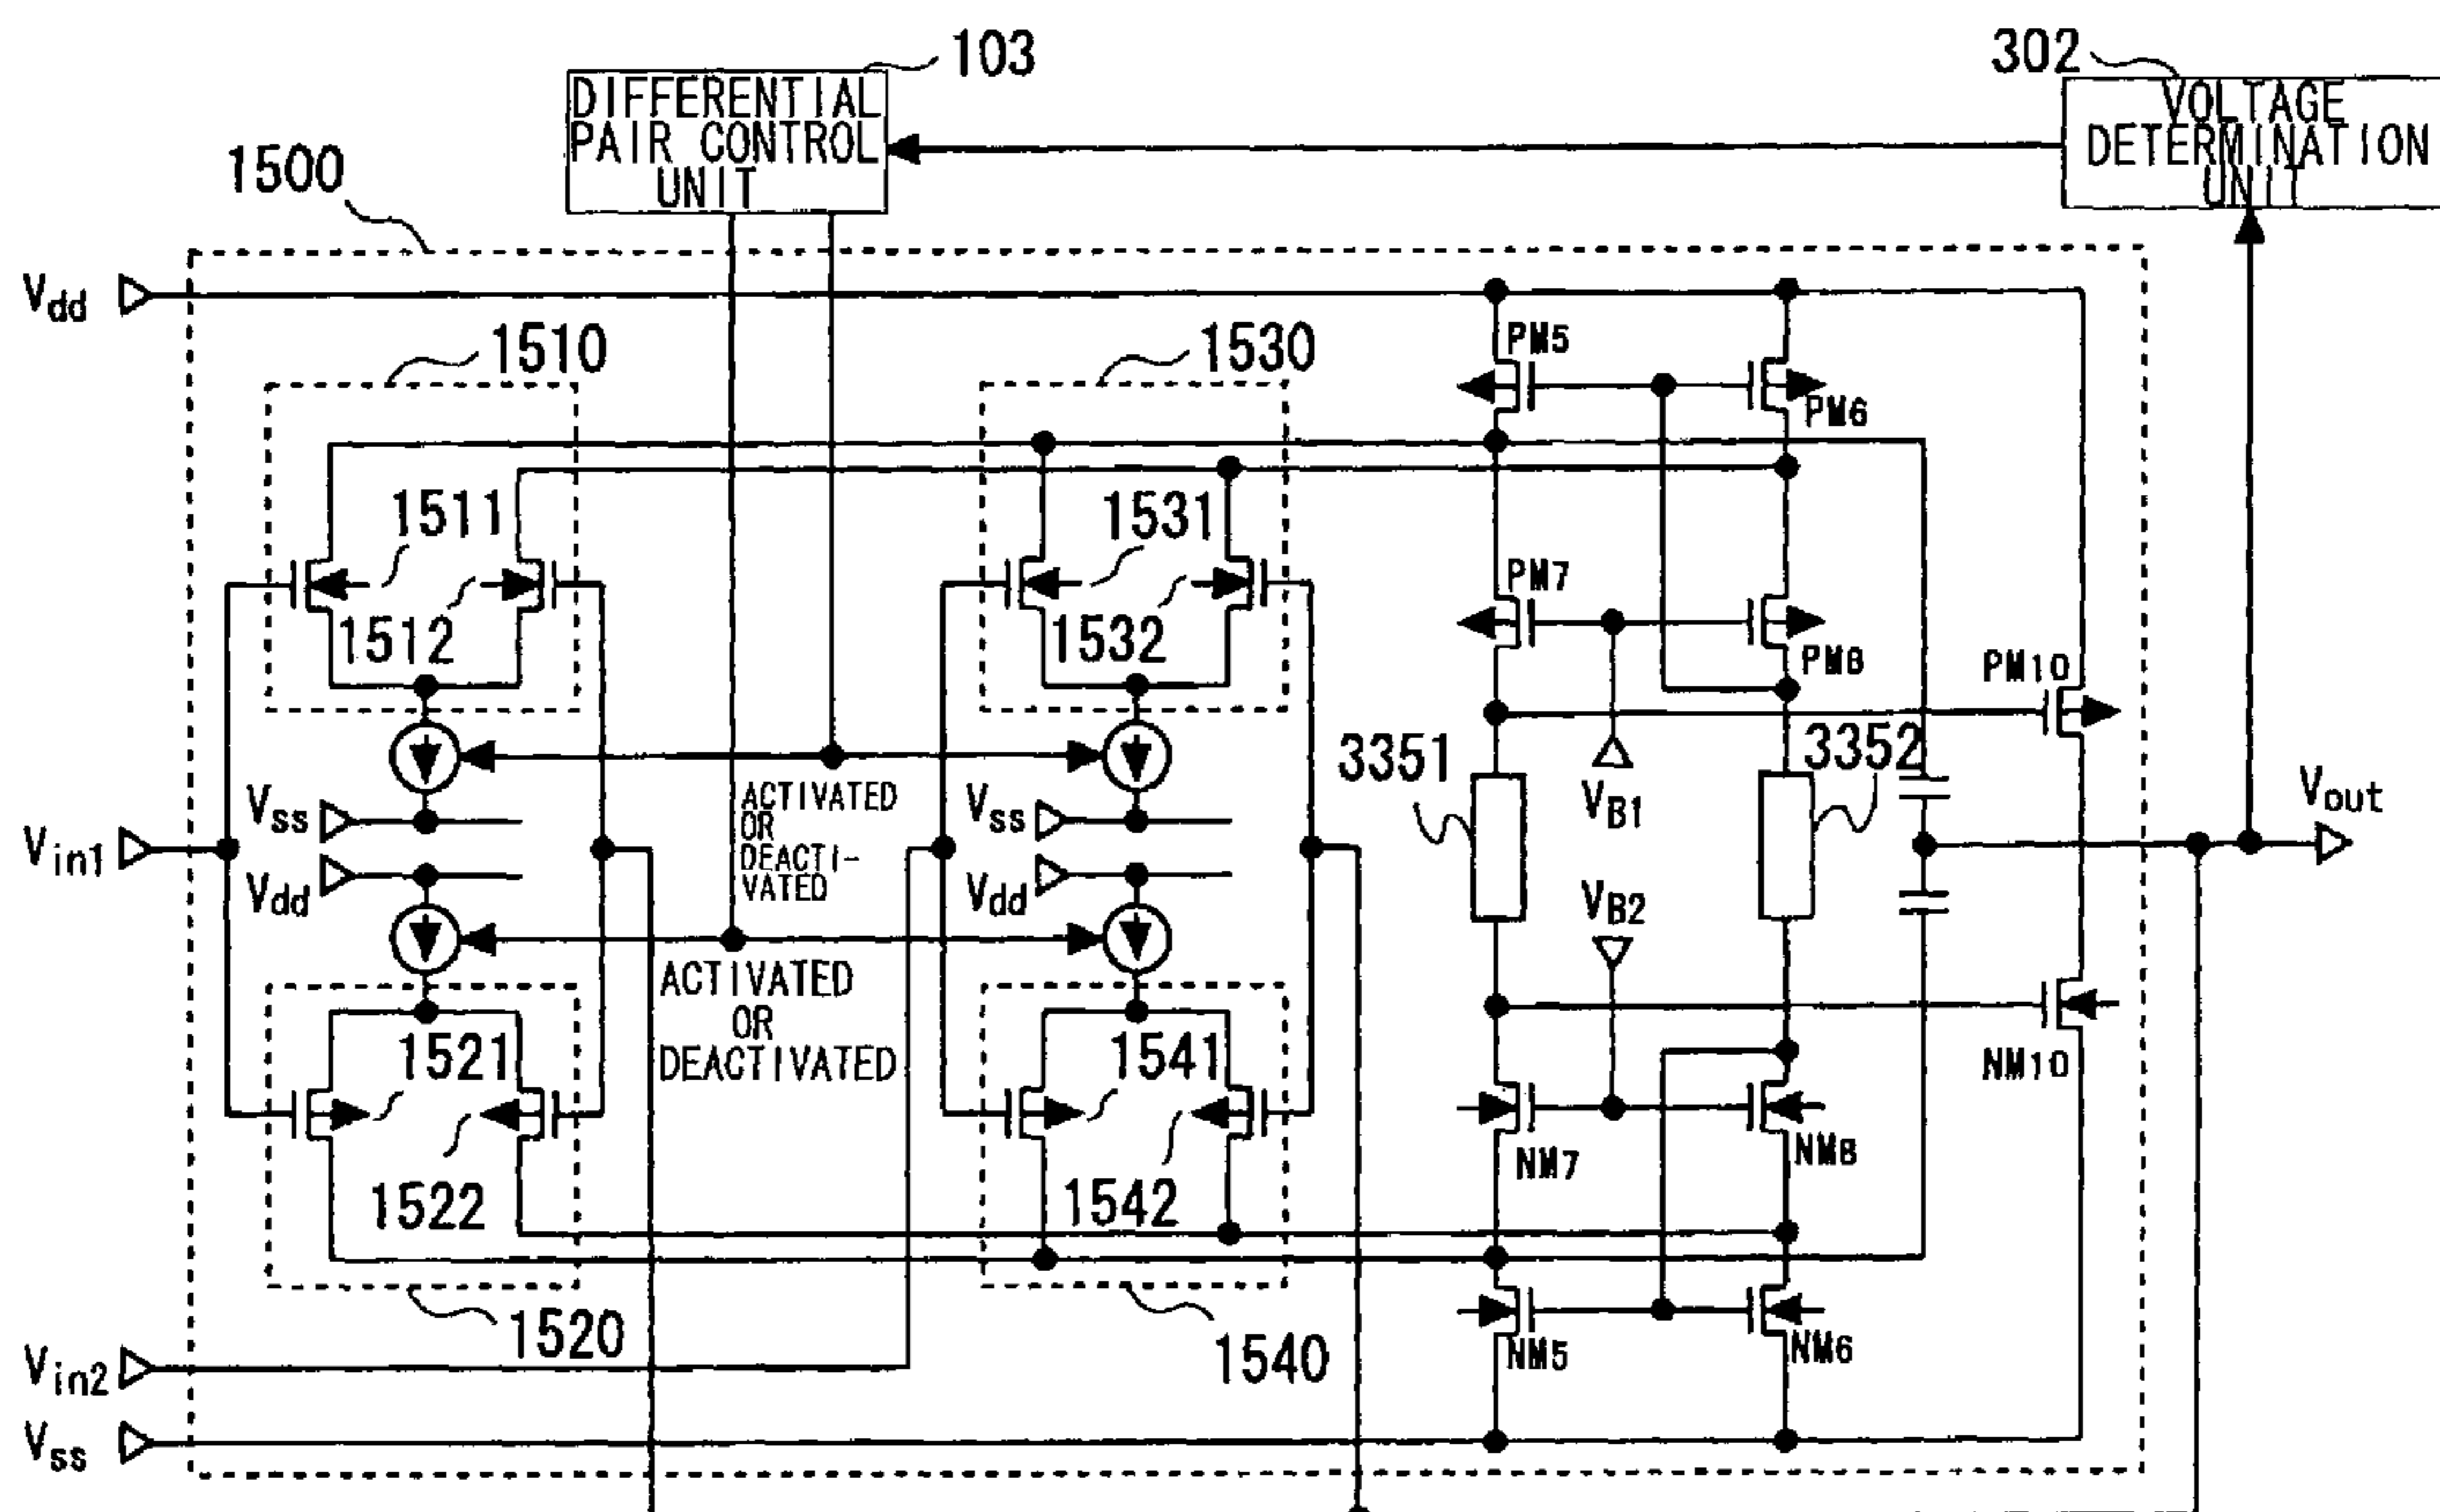 103
302
DIFFERENTIAL
PAIR CONTROL
UNIT
VOLTAGE
DETERMINATION
UNIT
1500
Vdd
1510
1530
PM5
PM6
1511
1512
1531
1532
PM7
PM8
PM10
3351
3352
VB1
VB2
Vss
Vdd
Vin1
ACTIVATED
OR
DEACTI-
VATED
Vss
Vdd
Vout
ACTIVATED
OR
DEACTIVATED
1521
1522
1541
1542
NM10
NM7
NM8
1520
1540
NM5
NM6
Vin2
Vss